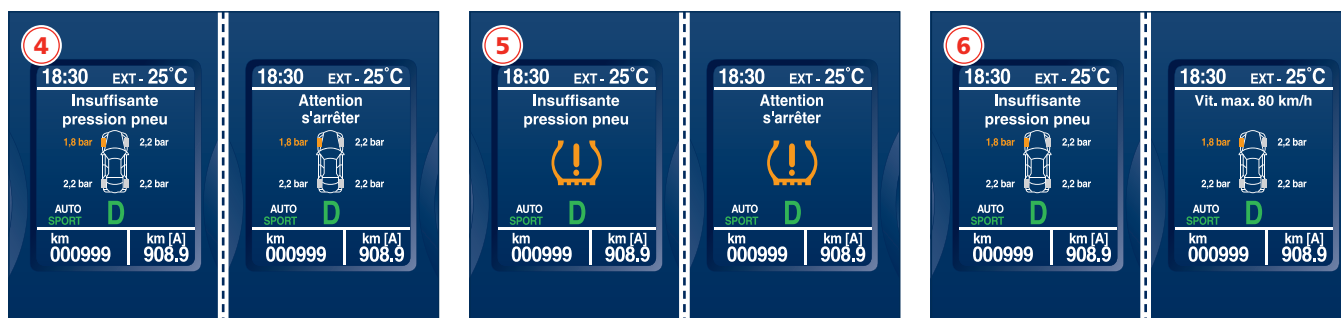 4
18:30 EXT - 25°C
Insuffisante
pression pneu
1,8 bar 2,2 bar
2,2 bar 2,2 bar
AUTO
SPORT
D
km km [A]
000999 908.9
18:30 EXT - 25°C
Attention
s'arrêter
1,8 bar 2,2 bar
2,2 bar 2,2 bar
AUTO
SPORT
D
km km [A]
000999 908.9
5
18:30 EXT - 25°C
Insuffisante
pression pneu
!
AUTO
SPORT
D
km km [A]
000999 908.9
18:30 EXT - 25°C
Attention
s'arrêter
!
AUTO
SPORT
D
km km [A]
000999 908.9
6
18:30 EXT - 25°C
Insuffisante
pression pneu
1,8 bar 2,2 bar
2,2 bar 2,2 bar
AUTO
SPORT
D
km km [A]
000999 908.9
18:30 EXT - 25°C
Vit. max. 80 km/h
1,8 bar 2,2 bar
2,2 bar 2,2 bar
AUTO
SPORT
D
km km [A]
000999 908.9